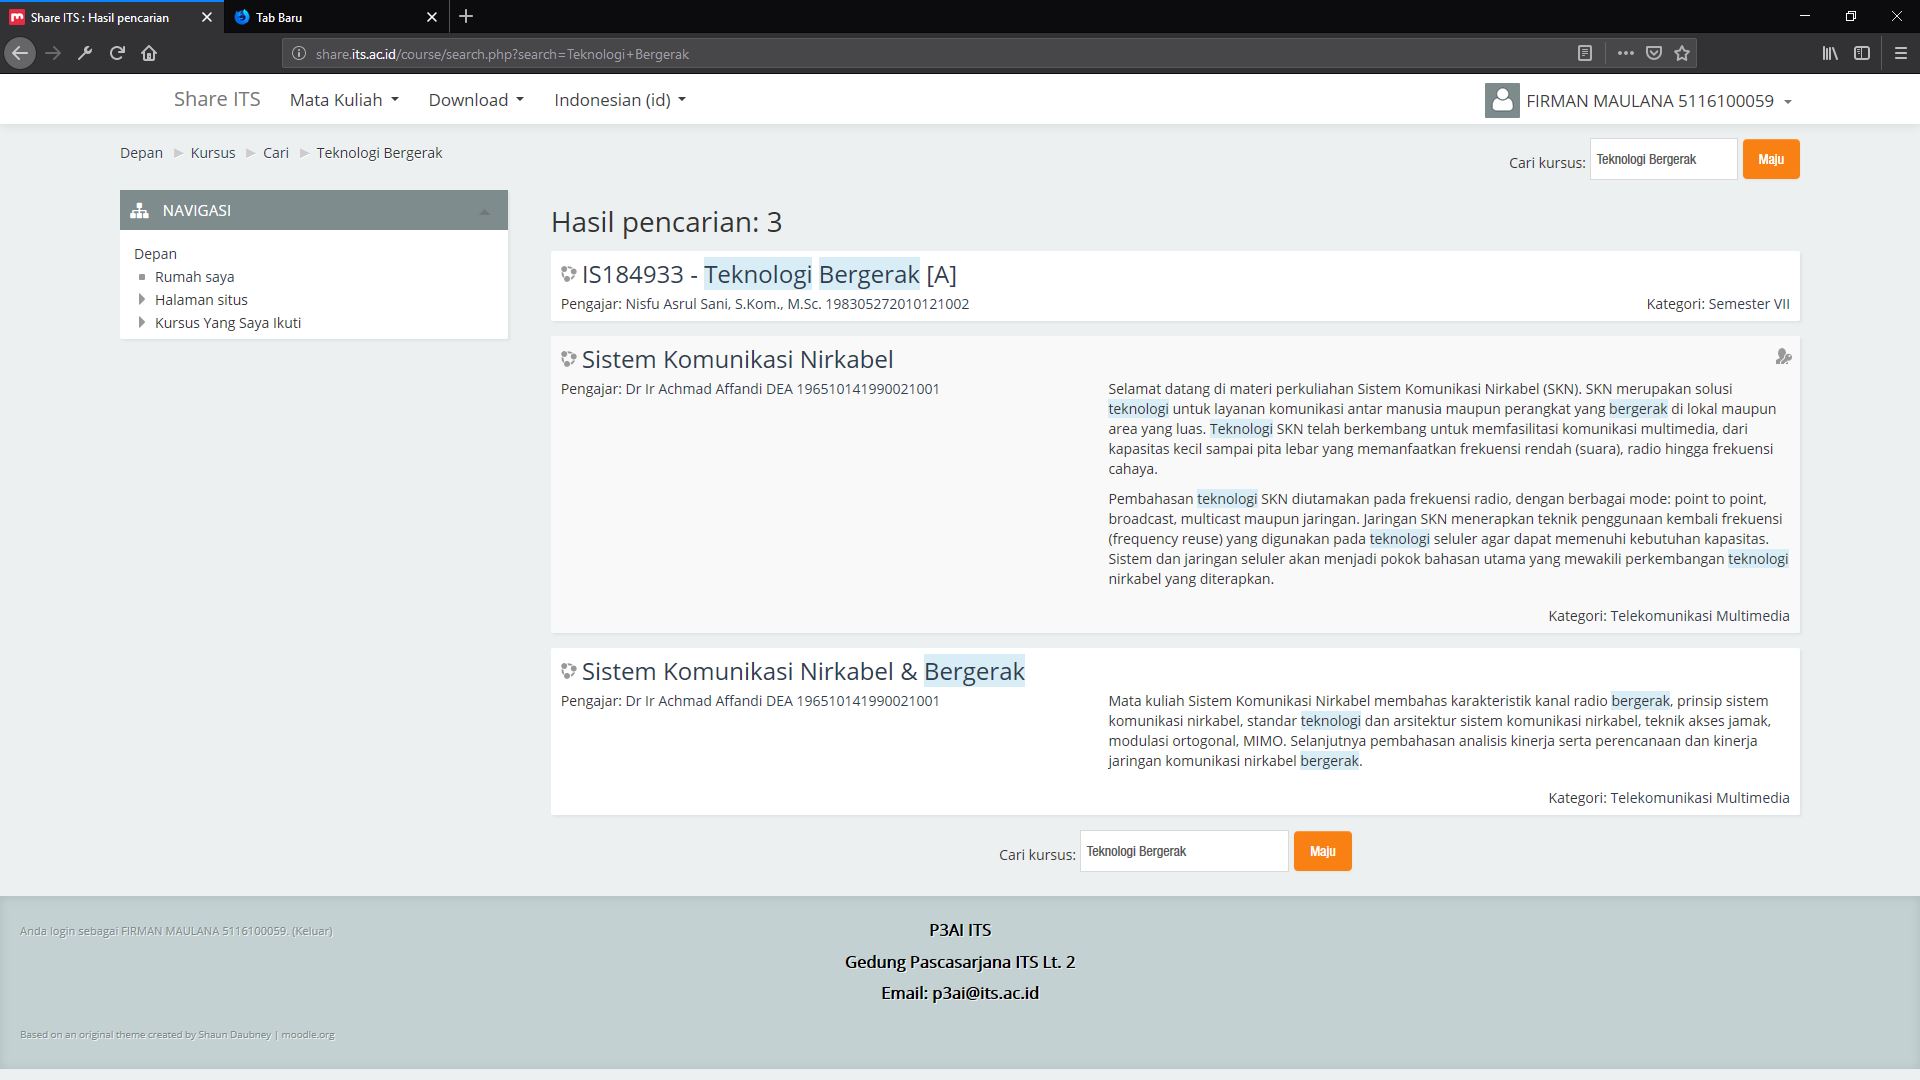 Share ITS : Hasil pencarian
Tab Baru
share.its.ac.id/course/search.php?search=Teknologi+Bergerak
Share ITS Mata Kuliah Download Indonesian (id) FIRMAN MAULANA 5116100059
Depan Kursus Cari Teknologi Bergerak
Cari kursus: Teknologi Bergerak Maju
NAVIGASI
Depan
Rumah saya
Halaman situs
Kursus Yang Saya Ikuti
Hasil pencarian: 3
IS184933 - Teknologi Bergerak [A]
Pengajar: Nisfu Asrul Sani, S.Kom., M.Sc. 198305272010121002
Kategori: Semester VII
Sistem Komunikasi Nirkabel
Pengajar: Dr Ir Achmad Affandi DEA 196510141990021001
Selamat datang di materi perkuliahan Sistem Komunikasi Nirkabel (SKN). SKN merupakan solusi
teknologi untuk layanan komunikasi antar manusia maupun perangkat yang bergerak di lokal maupun
area yang luas. Teknologi SKN telah berkembang untuk memfasilitasi komunikasi multimedia, dari
kapasitas kecil sampai pita lebar yang memanfaatkan frekuensi rendah (suara), radio hingga frekuensi
cahaya.
Pembahasan teknologi SKN diutamakan pada frekuensi radio, dengan berbagai mode: point to point,
broadcast, multicast maupun jaringan. Jaringan SKN menerapkan teknik penggunaan kembali frekuensi
(frequency reuse) yang digunakan pada teknologi seluler agar dapat memenuhi kebutuhan kapasitas.
Sistem dan jaringan seluler akan menjadi pokok bahasan utama yang mewakili perkembangan teknologi
nirkabel yang diterapkan.
Kategori: Telekomunikasi Multimedia
Sistem Komunikasi Nirkabel & Bergerak
Pengajar: Dr Ir Achmad Affandi DEA 196510141990021001
Mata kuliah Sistem Komunikasi Nirkabel membahas karakteristik kanal radio bergerak, prinsip sistem
komunikasi nirkabel, standar teknologi dan arsitektur sistem komunikasi nirkabel, teknik akses jamak,
modulasi ortogonal, MIMO. Selanjutnya pembahasan analisis kinerja serta perencanaan dan kinerja
jaringan komunikasi nirkabel bergerak.
Kategori: Telekomunikasi Multimedia
Cari kursus: Teknologi Bergerak Maju
Anda login sebagai FIRMAN MAULANA 5116100059. (Keluar)
P3AI ITS
Gedung Pascasarjana ITS Lt. 2
Email: p3ai@its.ac.id
Based on an original theme created by Shaun Daubney | moodle.org